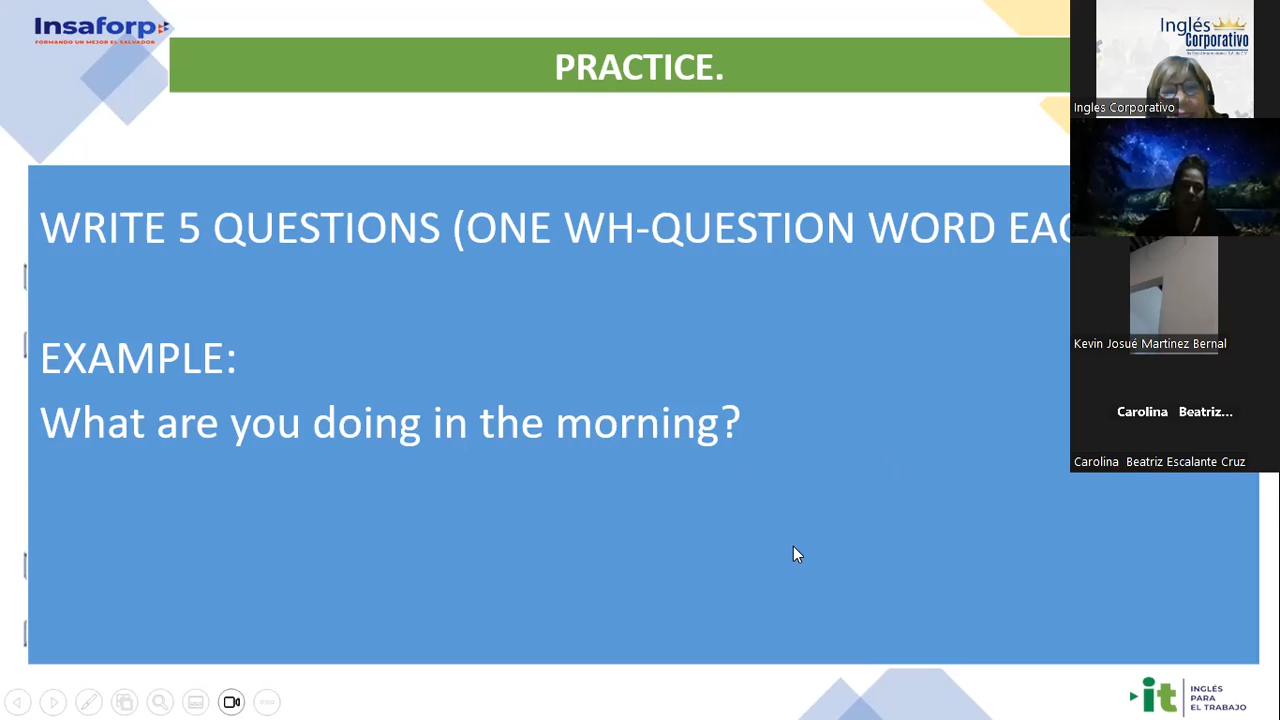 Insaforp
FORMANDO UN MEJOR EL SALVADOR
PRACTICE.
WRITE 5 QUESTIONS (ONE WH-QUESTION WORD EAC
EXAMPLE:
What are you doing in the morning?
Inglés
Corporativo
Ingles Corporativo
Kevin Josué Martinez Bernal
Carolina Beatriz...
Carolina Beatriz Escalante Cruz
it
INGLÉS
PARA
EL TRABAJO